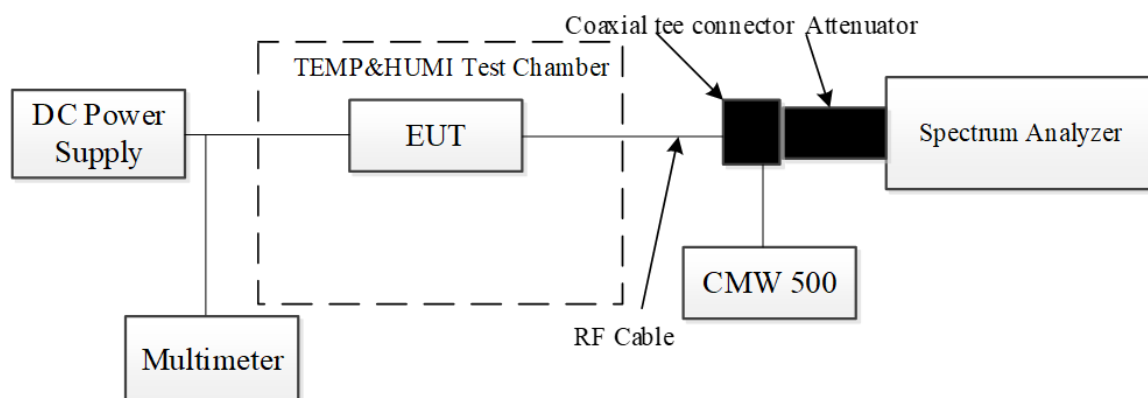 Coaxial tee connector Attenuator
TEMP&HUMI Test Chamber
DC Power
Supply
EUT
Spectrum Analyzer
CMW 500
RF Cable
Multimeter